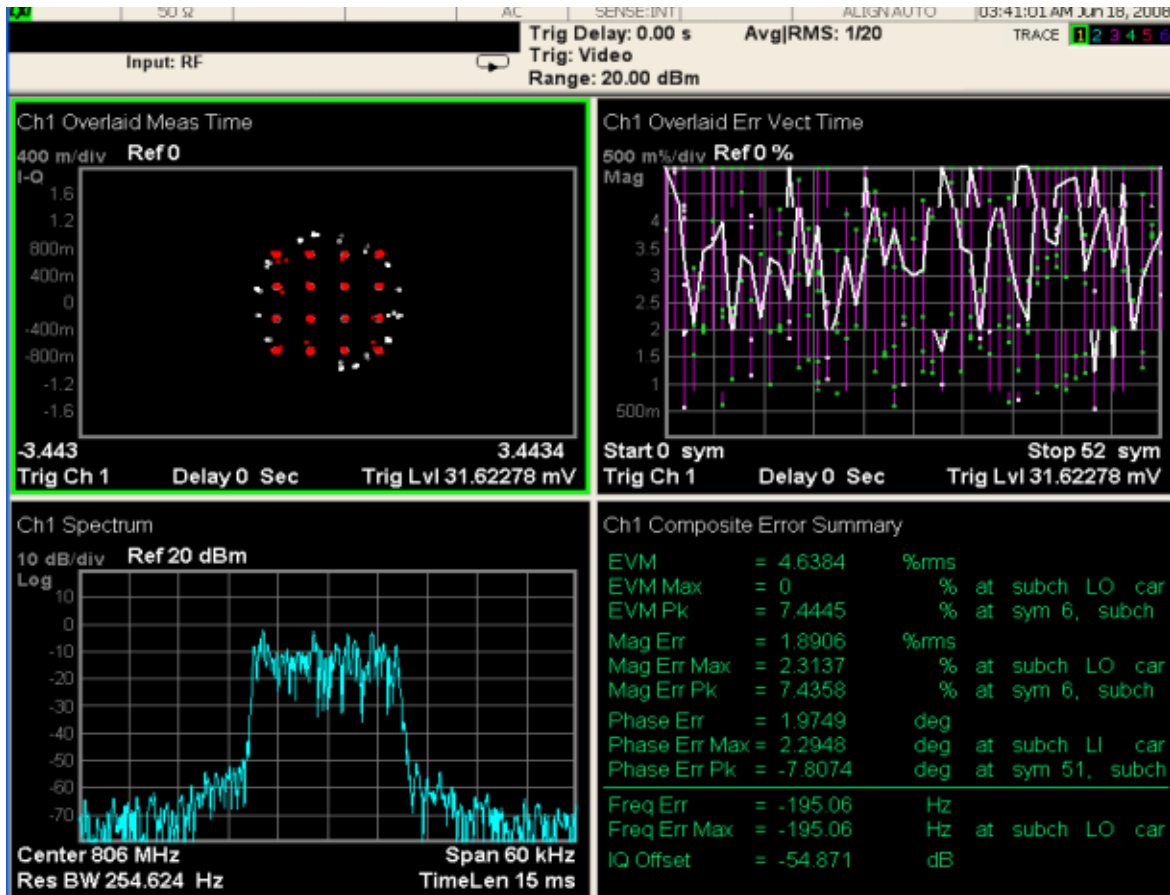 50 Ω AC SENSE:INT ALIGN AUTO 03:41:01 AM Jun 18, 2008
Trig Delay: 0.00 s Avg|RMS: 1/20 TRACE 1 2 3 4 5 6
Input: RF Trig: Video
Range: 20.00 dBm
Ch1 Overlaid Meas Time
400 m/div Ref 0
I-Q
1.6
1.2
800m
400m
0
-400m
-800m
-1.2
-1.6
-3.443 3.4434
Trig Ch 1 Delay 0 Sec Trig Lvl 31.62278 mV
Ch1 Overlaid Err Vect Time
500 m%/div Ref 0 %
Mag
4
3.5
3
2.5
2
1.5
1
500m
Start 0 sym Stop 52 sym
Trig Ch 1 Delay 0 Sec Trig Lvl 31.62278 mV
Ch1 Spectrum
10 dB/div Ref 20 dBm
Log
10
0
-10
-20
-30
-40
-50
-60
-70
Center 806 MHz Span 60 kHz
Res BW 254.624 Hz TimeLen 15 ms
Ch1 Composite Error Summary
EVM = 4.6384 %rms
EVM Max = 0 % at subch LO car
EVM Pk = 7.4445 % at sym 6, subch
Mag Err = 1.8906 %rms
Mag Err Max = 2.3137 % at subch LO car
Mag Err Pk = 7.4358 % at sym 6, subch
Phase Err = 1.9749 deg
Phase Err Max = 2.2948 deg at subch LI car
Phase Err Pk = -7.8074 deg at sym 51, subch
Freq Err = -195.06 Hz
Freq Err Max = -195.06 Hz at subch LO car
IQ Offset = -54.871 dB